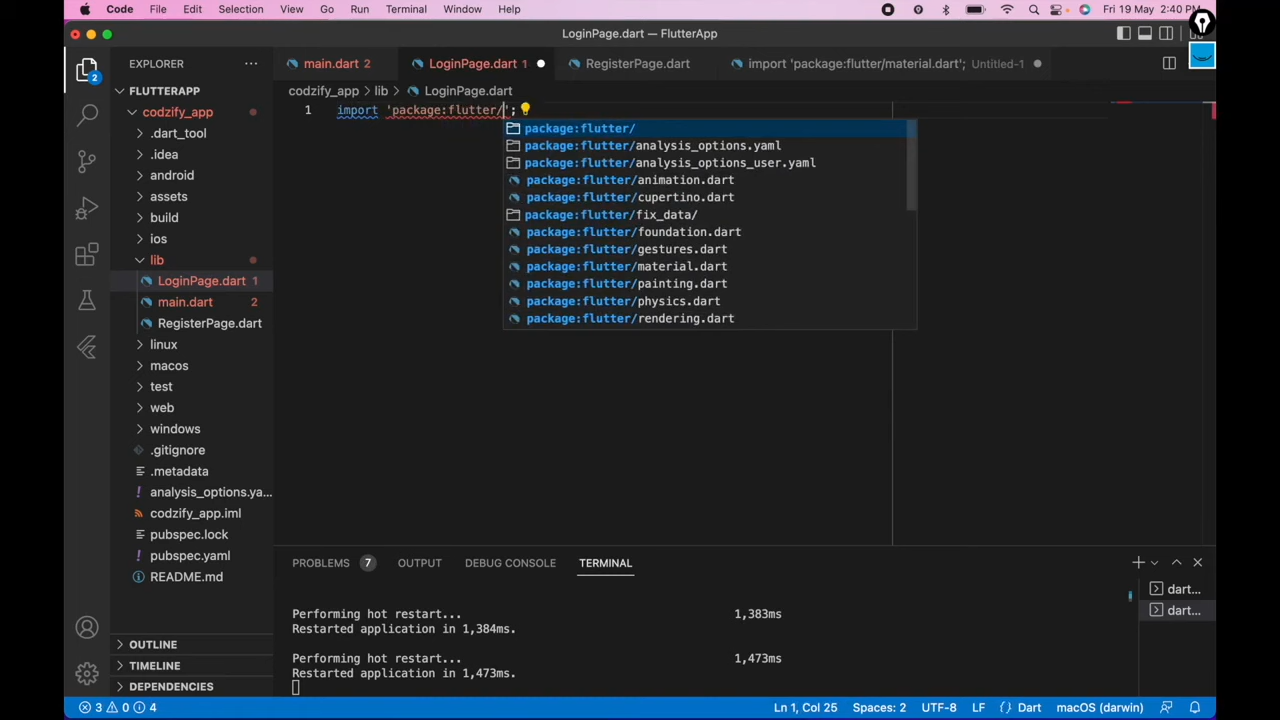 Code File Edit Selection View Go Run Terminal Window Help Fri 19 May 2:40 PM
LoginPage.dart — FlutterApp
EXPLORER
main.dart 2 LoginPage.dart 1 RegisterPage.dart import 'package:flutter/material.dart'; Untitled-1
codzify_app > lib > LoginPage.dart
FLUTTERAPP
codzify_app
.dart_tool
.idea
android
assets
build
ios
lib
LoginPage.dart 1
main.dart 2
RegisterPage.dart
linux
macos
test
web
windows
.gitignore
.metadata
analysis_options.ya...
codzify_app.iml
pubspec.lock
pubspec.yaml
README.md
OUTLINE
TIMELINE
DEPENDENCIES
2
1 import 'package:flutter/';
package:flutter/
package:flutter/analysis_options.yaml
package:flutter/analysis_options_user.yaml
package:flutter/animation.dart
package:flutter/cupertino.dart
package:flutter/fix_data/
package:flutter/foundation.dart
package:flutter/gestures.dart
package:flutter/material.dart
package:flutter/painting.dart
package:flutter/physics.dart
package:flutter/rendering.dart
PROBLEMS 7 OUTPUT DEBUG CONSOLE TERMINAL
Performing hot restart... 1,383ms
Restarted application in 1,384ms.
Performing hot restart... 1,473ms
Restarted application in 1,473ms.
dart...
dart...
3 0 4 Ln 1, Col 25 Spaces: 2 UTF-8 LF {} Dart macOS (darwin)